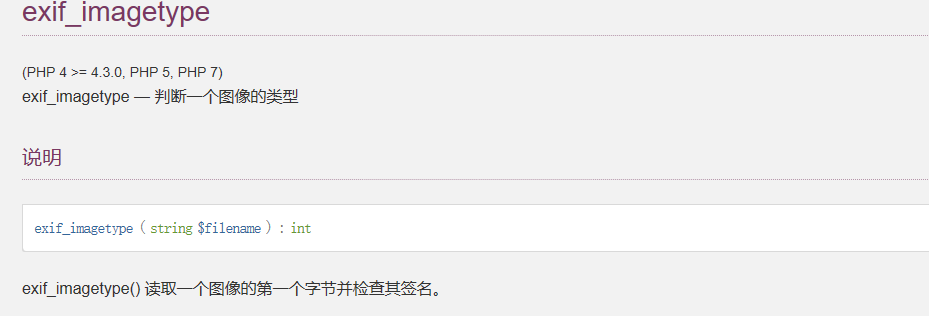 exif_imagetype
(PHP 4 >= 4.3.0, PHP 5, PHP 7)
exif_imagetype — 判断一个图像的类型
说明
exif_imagetype ( string $filename ) : int
exif_imagetype() 读取一个图像的第一个字节并检查其签名。